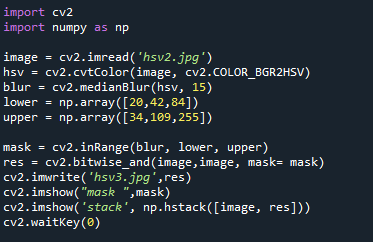 import cv2
import numpy as np
image = cv2.imread('hsv2.jpg')
hsv = cv2.cvtColor(image, cv2.COLOR_BGR2HSV)
blur = cv2.medianBlur(hsv, 15)
lower = np.array([20,42,84])
upper = np.array([34,109,255])
mask = cv2.inRange(blur, lower, upper)
res = cv2.bitwise_and(image,image, mask= mask)
cv2.imwrite('hsv3.jpg',res)
cv2.imshow("mask ",mask)
cv2.imshow('stack', np.hstack([image, res]))
cv2.waitKey(0)